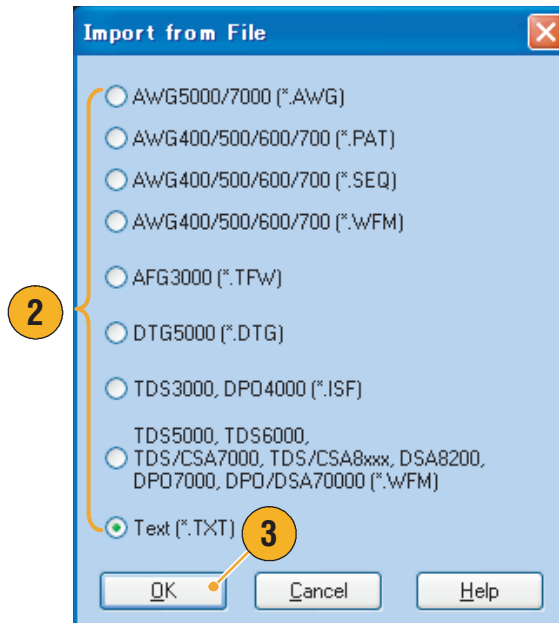 Import from File
AWG5000/7000 (*.AWG)
AWG400/500/600/700 (*.PAT)
AWG400/500/600/700 (*.SEQ)
AWG400/500/600/700 (*.WFM)
AFG3000 (*.TFW)
2
DTG5000 (*.DTG)
TDS3000, DPO4000 (*.ISF)
TDS5000, TDS6000,
TDS/CSA7000, TDS/CSA8xxx, DSA8200,
DPO7000, DPO/DSA70000 (*.WFM)
Text (*.TXT)
3
OK Cancel Help